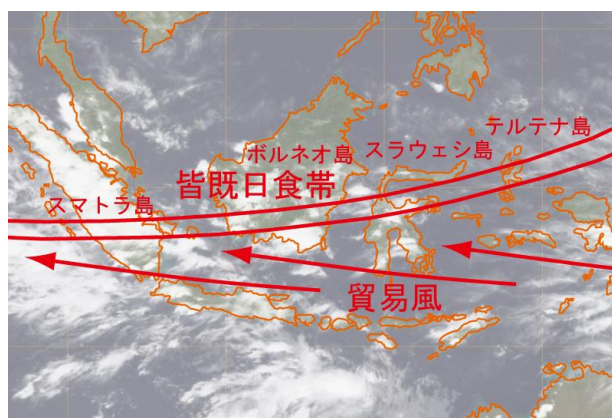 テルテナ島
ボルネオ島
スラウェシ島
皆既日食帯
スマトラ島
貿易風